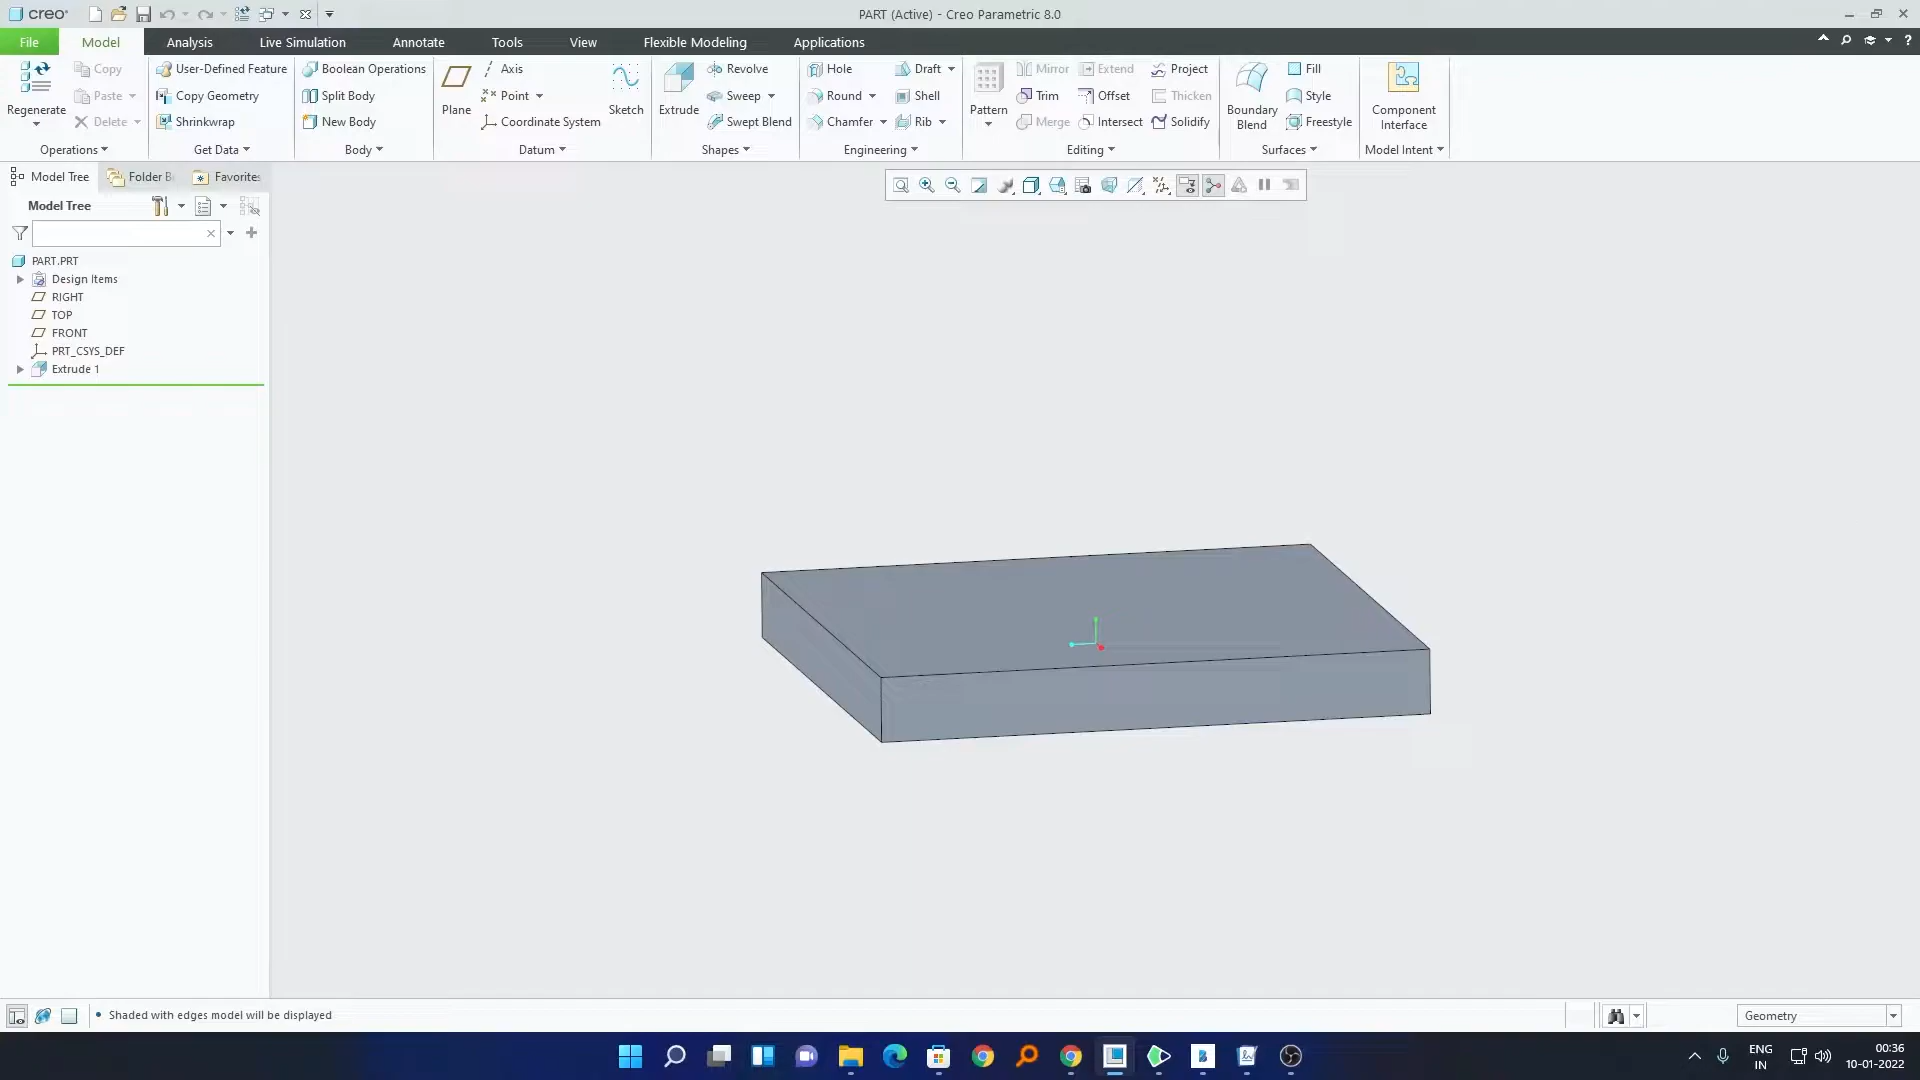 creo
PART (Active) - Creo Parametric 8.0
File Model Analysis Live Simulation Annotate Tools View Flexible Modeling Applications
Regenerate Copy Paste Delete Operations
User-Defined Feature Copy Geometry Shrinkwrap Get Data
Boolean Operations Split Body New Body Body
Plane Axis Point Coordinate System Sketch Datum
Extrude Revolve Sweep Swept Blend Shapes
Hole Round Chamfer Draft Shell Rib Engineering
Pattern Mirror Trim Merge Extend Offset Intersect Project Thicken Solidify Editing
Boundary Blend Fill Style Freestyle Surfaces
Component Interface Model Intent
Model Tree Folder B Favorites
Model Tree
PART.PRT
Design Items
RIGHT
TOP
FRONT
PRT_CSYS_DEF
Extrude 1
Shaded with edges model will be displayed
Geometry
ENG
IN
00:36
10-01-2022